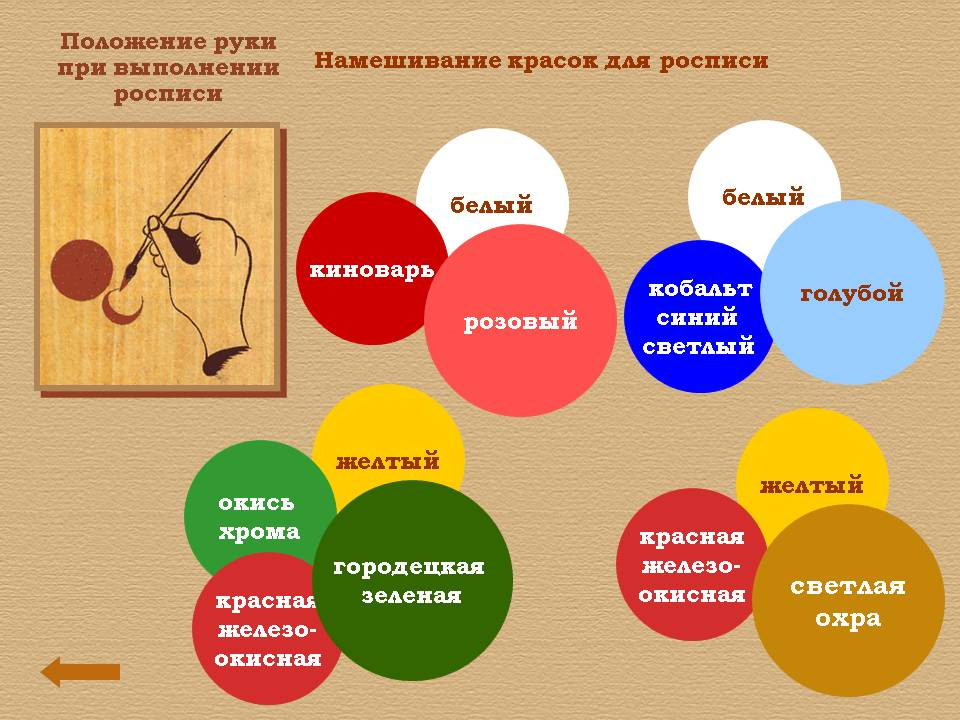 Положение руки
при выполнении
росписи
Намешивание красок для росписи
белый
киноварь
розовый
белый
кобальт
синий
светлый
голубой
желтый
окись
хрома
красная
железо-
окисная
городецкая
зеленая
желтый
красная
железо-
окисная
светлая
охра